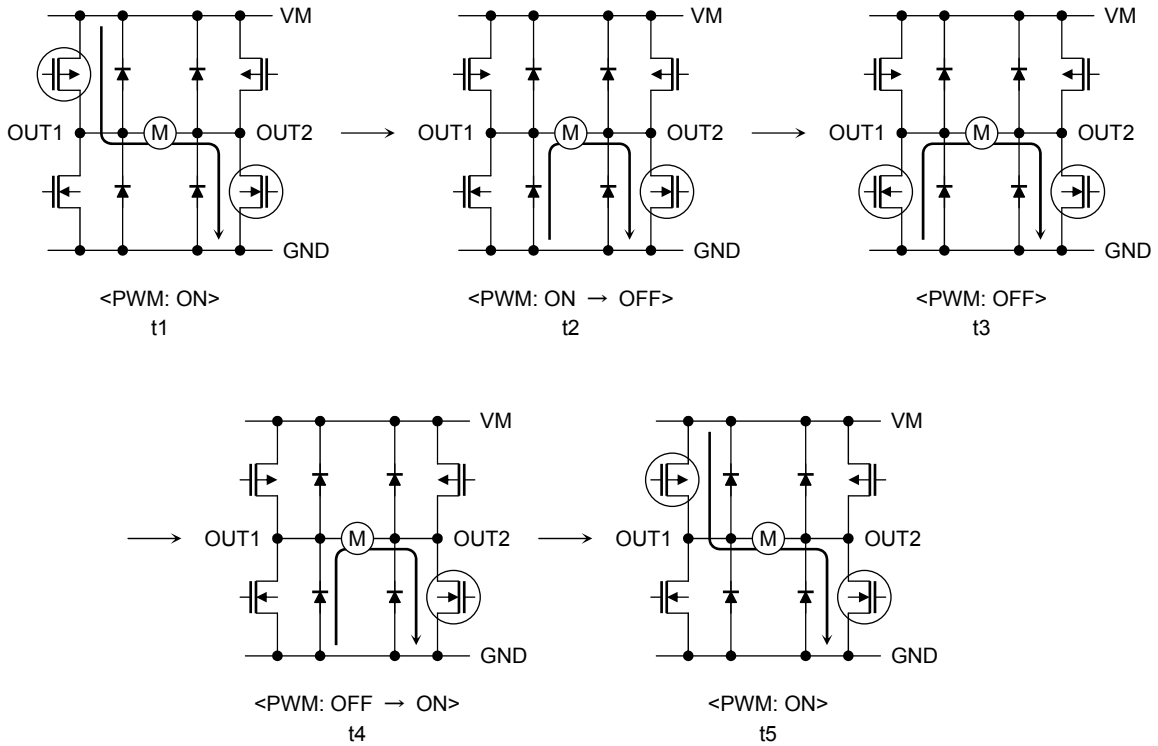 VM
OUT1 M OUT2
GND
<PWM: ON>
t1
VM
OUT1 M OUT2
GND
<PWM: ON → OFF>
t2
VM
OUT1 M OUT2
GND
<PWM: OFF>
t3
VM
OUT1 M OUT2
GND
<PWM: OFF → ON>
t4
VM
OUT1 M OUT2
GND
<PWM: ON>
t5